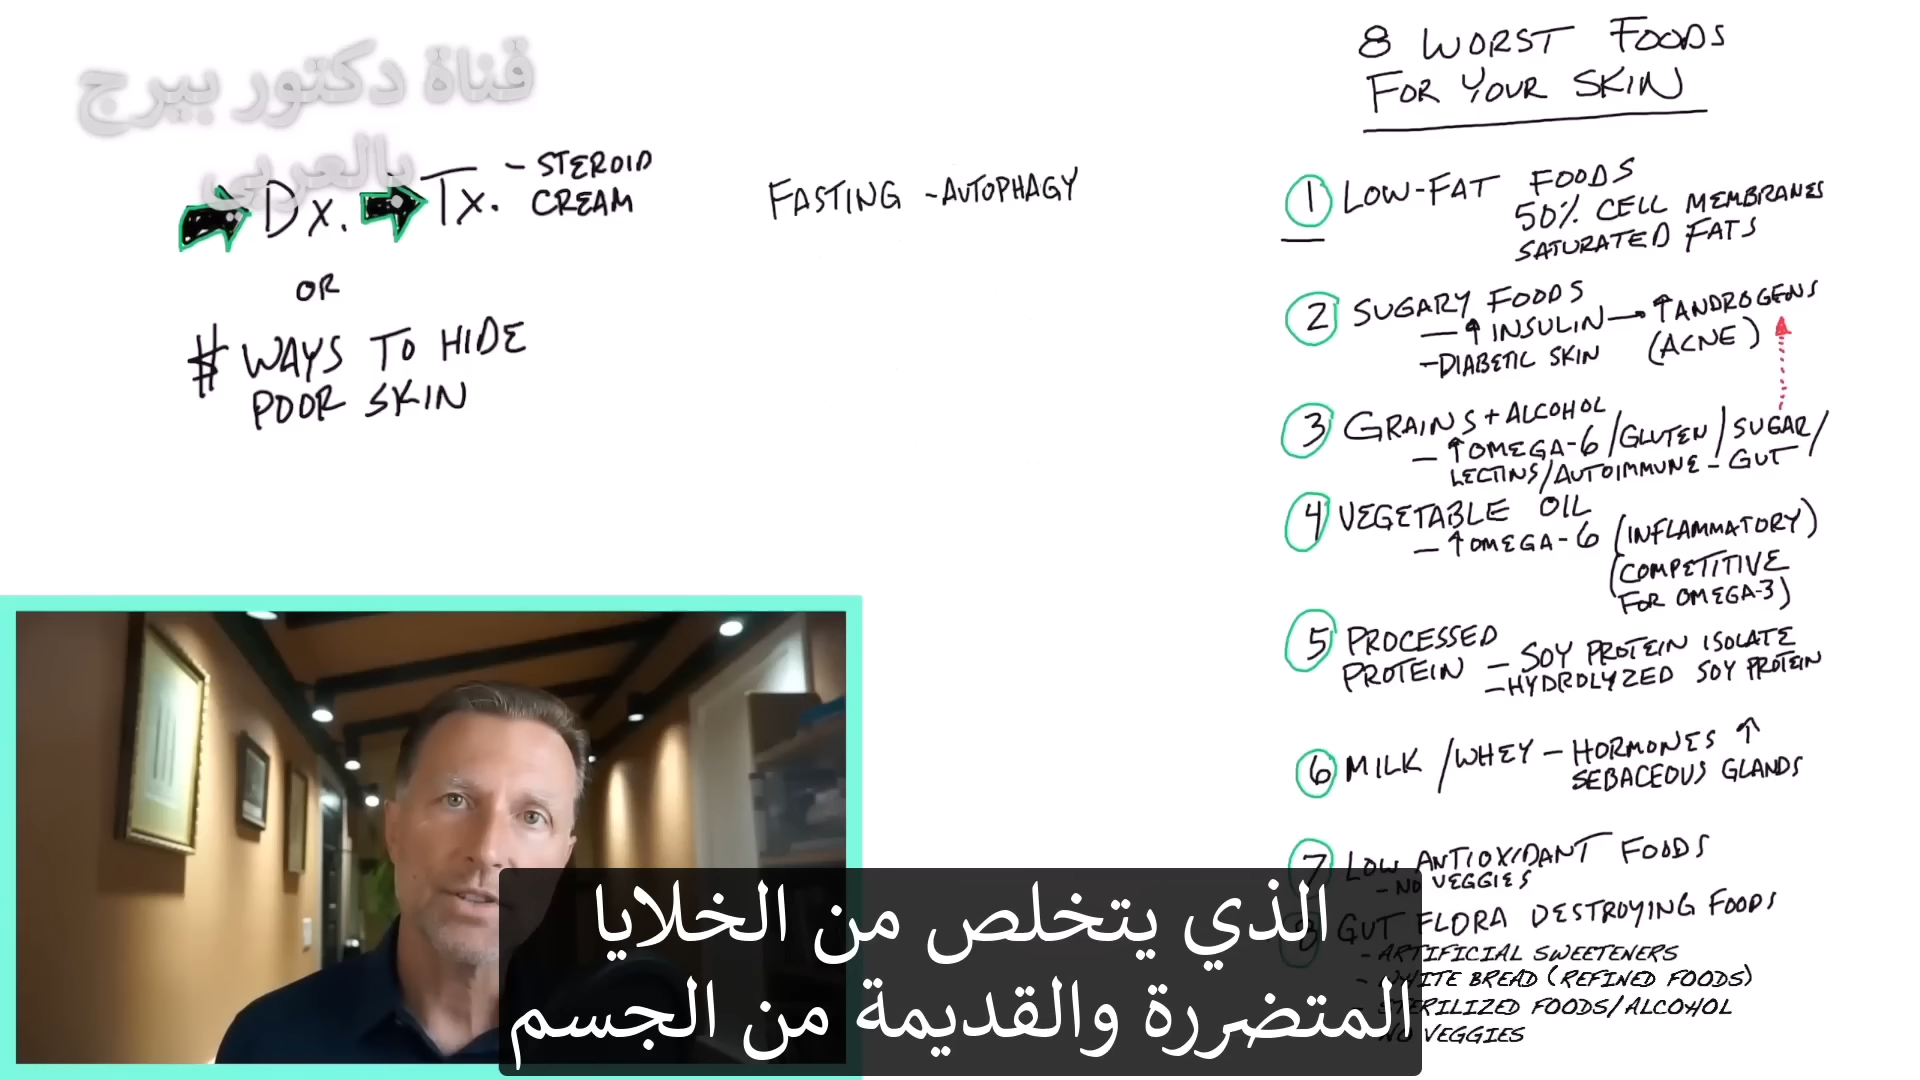 قناة دكتور بيرج
بالعربي
Dx. Tx. - STEROID
CREAM
OR
# WAYS TO HIDE
POOR SKIN
FASTING - AUTOPHAGY
8 WORST FOODS
FOR YOUR SKIN
1 LOW-FAT FOODS
50% CELL MEMBRANES
SATURATED FATS
2 SUGARY FOODS
- ↑ INSULIN → ↑ ANDROGENS
- DIABETIC SKIN (ACNE)
3 GRAINS + ALCOHOL
- ↑ OMEGA-6 / GLUTEN / SUGAR /
LECTINS / AUTOIMMUNE - GUT /
4 VEGETABLE OIL
- ↑ OMEGA-6 (INFLAMMATORY)
(COMPETITIVE
FOR OMEGA-3)
5 PROCESSED
PROTEIN - SOY PROTEIN ISOLATE
- HYDROLYZED SOY PROTEIN
6 MILK / WHEY - HORMONES ↑
SEBACEOUS GLANDS
7 LOW ANTIOXIDANT FOODS
- NO VEGGIES
8 GUT FLORA DESTROYING FOODS
- ARTIFICIAL SWEETENERS
- WHITE BREAD (REFINED FOODS)
- STERILIZED FOODS/ALCOHOL
- NO VEGGIES
الذي يتخلص من الخلايا
المتضررة والقديمة من الجسم